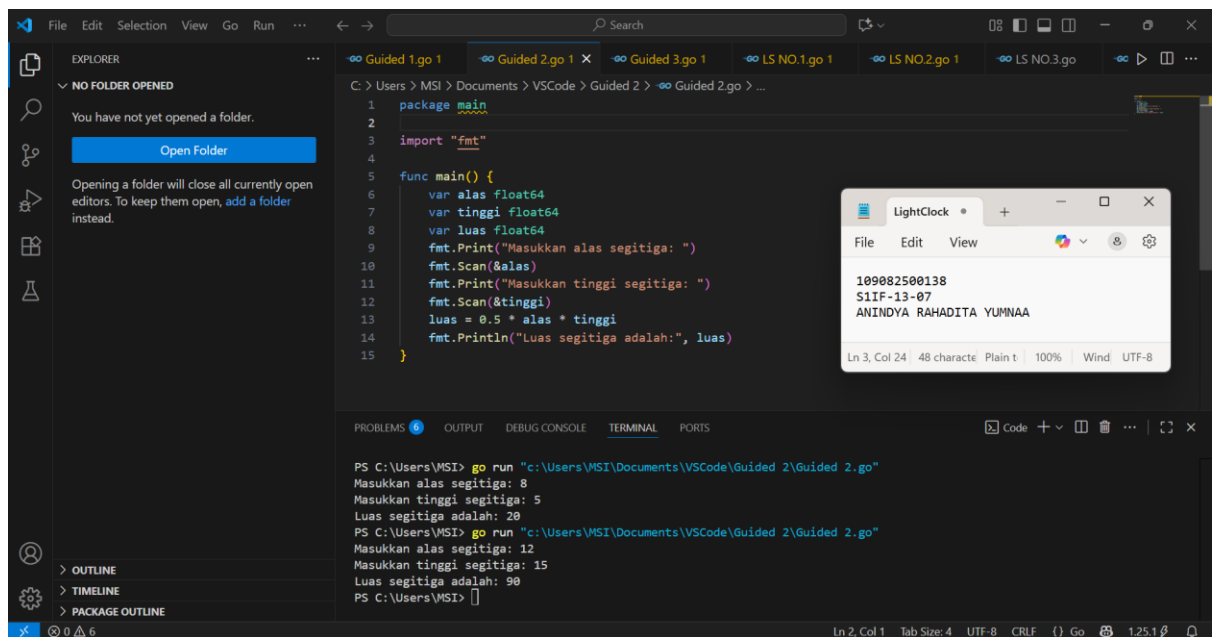 File Edit Selection View Go Run ...
Search
EXPLORER ...
NO FOLDER OPENED
You have not yet opened a folder.
Open Folder
Opening a folder will close all currently open
editors. To keep them open, add a folder
instead.
OUTLINE
TIMELINE
PACKAGE OUTLINE
Guided 1.go 1 Guided 2.go 1 Guided 3.go 1 LS NO.1.go 1 LS NO.2.go 1 LS NO.3.go
C: > Users > MSI > Documents > VSCode > Guided 2 > Guided 2.go > ...
1 package main
2
3 import "fmt"
4
5 func main() {
6 var alas float64
7 var tinggi float64
8 var luas float64
9 fmt.Print("Masukkan alas segitiga: ")
10 fmt.Scan(&alas)
11 fmt.Print("Masukkan tinggi segitiga: ")
12 fmt.Scan(&tinggi)
13 luas = 0.5 * alas * tinggi
14 fmt.Println("Luas segitiga adalah:", luas)
15 }
LightClock
File Edit View
109082500138
S1IF-13-07
ANINDYA RAHADITA YUMNAA
Ln 3, Col 24 48 characte Plain t 100% Wind UTF-8
PROBLEMS 6 OUTPUT DEBUG CONSOLE TERMINAL PORTS
Code
PS C:\Users\MSI> go run "c:\Users\MSI\Documents\VSCode\Guided 2\Guided 2.go"
Masukkan alas segitiga: 8
Masukkan tinggi segitiga: 5
Luas segitiga adalah: 20
PS C:\Users\MSI> go run "c:\Users\MSI\Documents\VSCode\Guided 2\Guided 2.go"
Masukkan alas segitiga: 12
Masukkan tinggi segitiga: 15
Luas segitiga adalah: 90
PS C:\Users\MSI>
0 6 Ln 2, Col 1 Tab Size: 4 UTF-8 CRLF {} Go 1.25.1